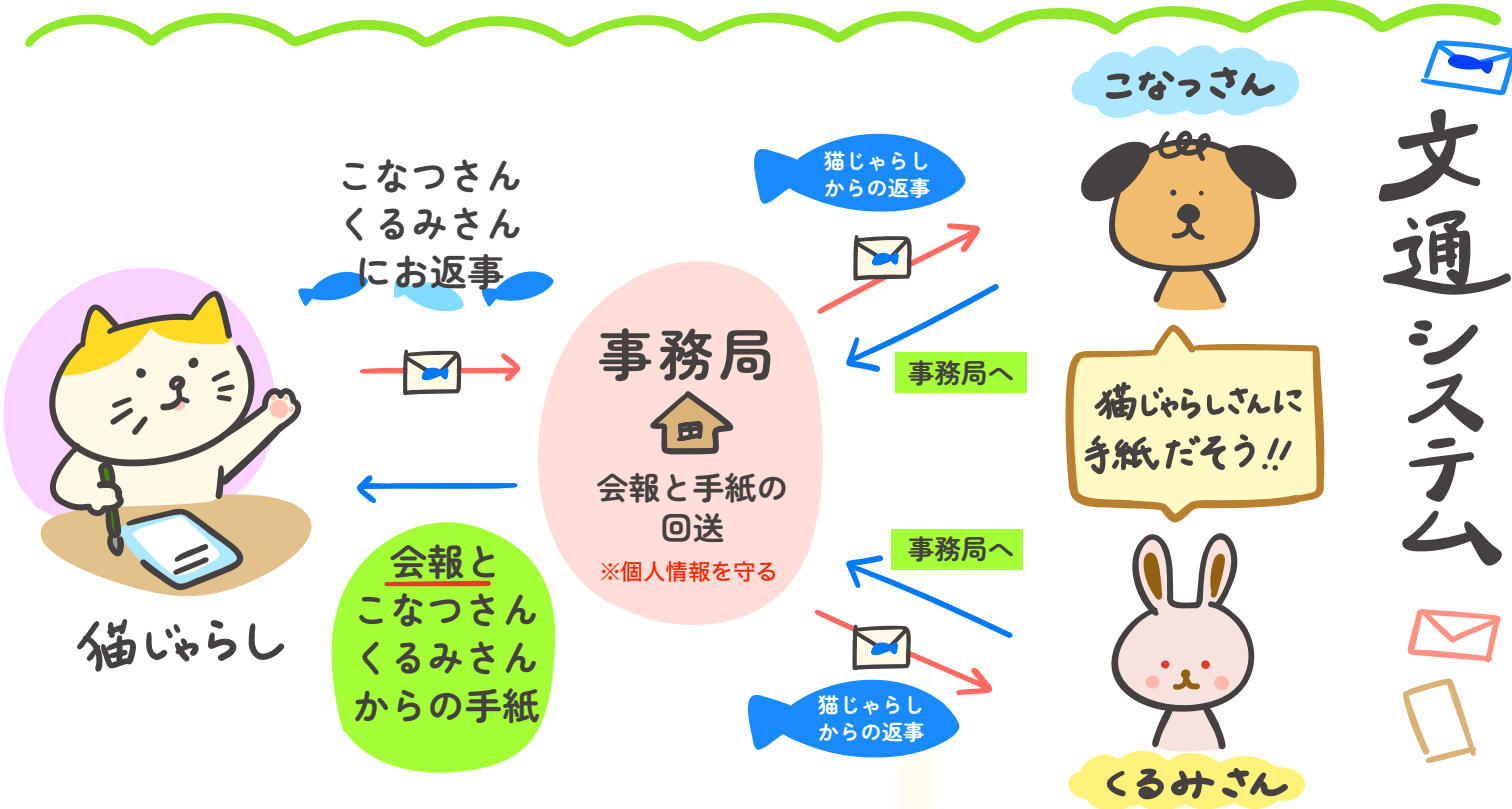 文通システム
こなつさん
くるみさん
にお返事
猫じゃらし
会報と
こなつさん
くるみさん
からの手紙
事務局
会報と手紙の
回送
※個人情報を守る
猫じゃらし
からの返事
事務局へ
こなつさん
猫じゃらしさんに
手紙だそう!!
事務局へ
猫じゃらし
からの返事
くるみさん